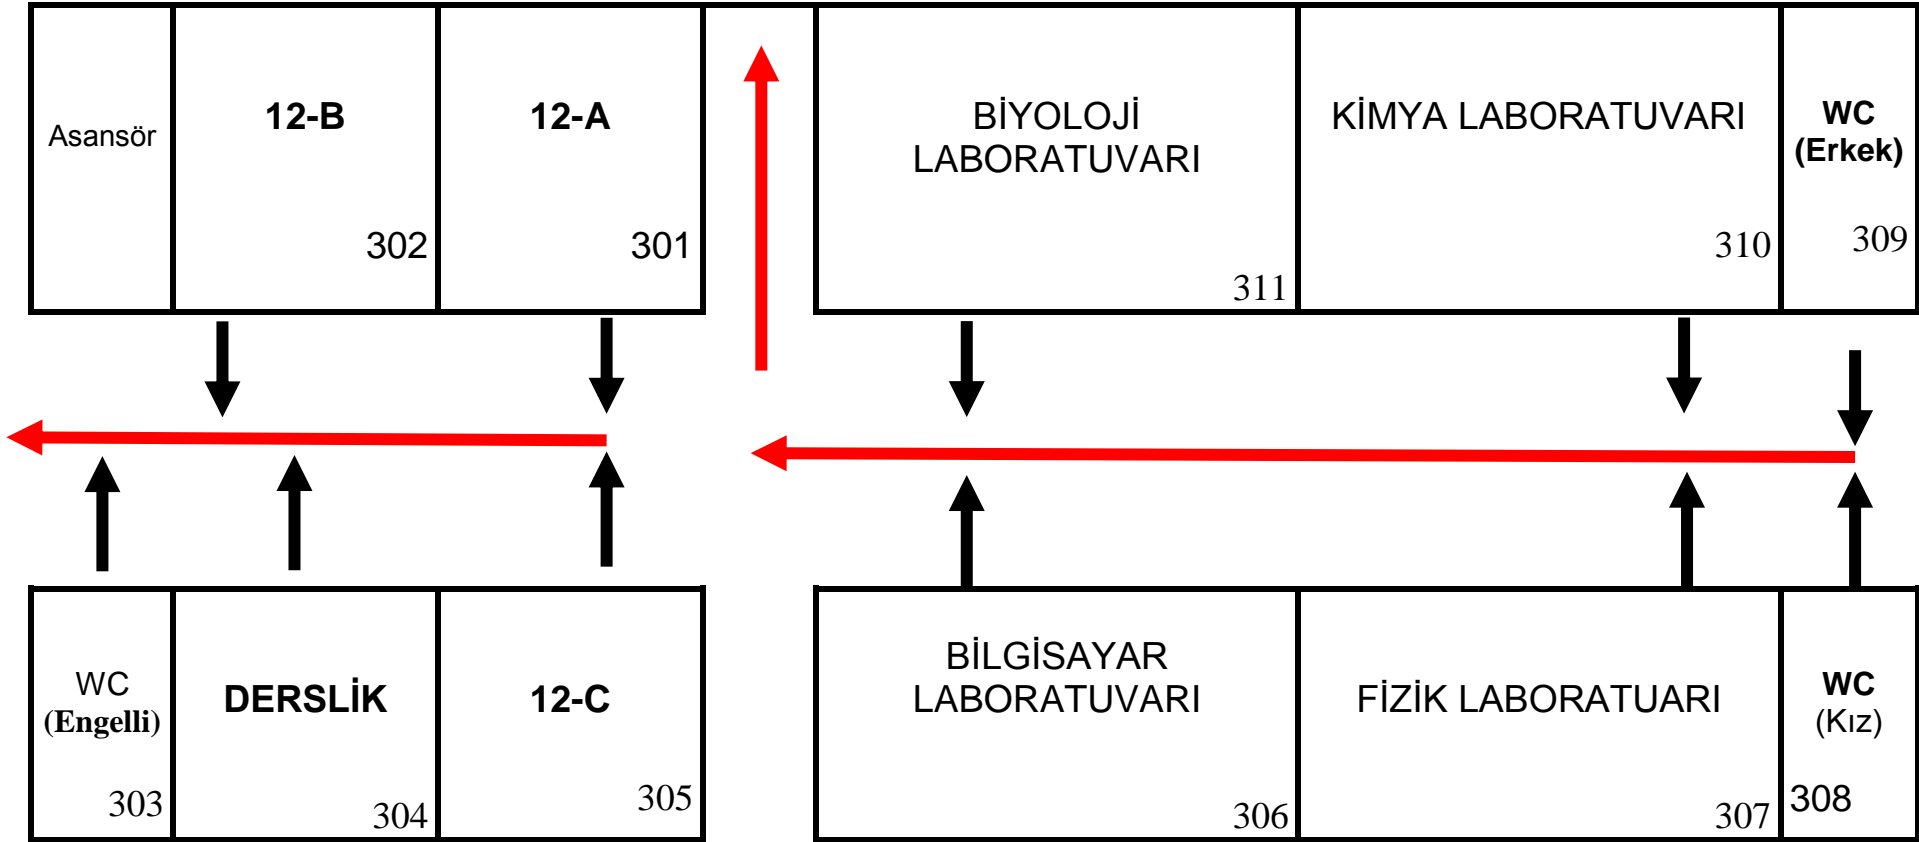 Asansör
12-B
302
12-A
301
BİYOLOJİ
LABORATUVARI
311
KİMYA LABORATUVARI
310
WC
(Erkek)
309
WC
(Engelli)
303
DERSLİK
304
12-C
305
BİLGİSAYAR
LABORATUVARI
306
FİZİK LABORATUARI
307
WC
(Kız)
308